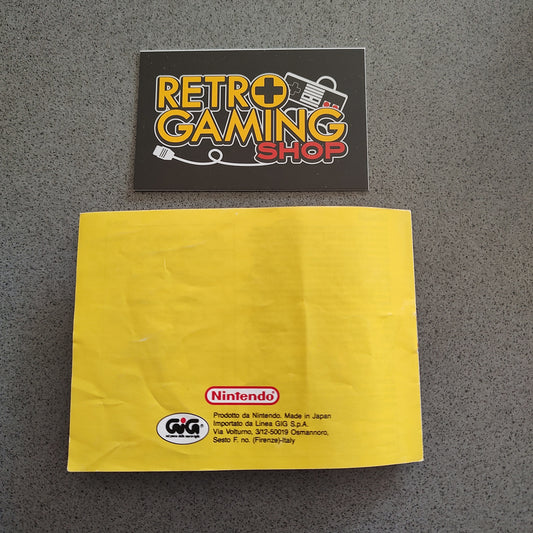 RETRO
GAMING
SHOP
Nintendo
GiG
Prodotto da Nintendo. Made in Japan
Importato da Linea GIG S.p.A.
Via Volturno, 3/12-50019 Osmannoro,
Sesto F. no. (Firenze)-Italy